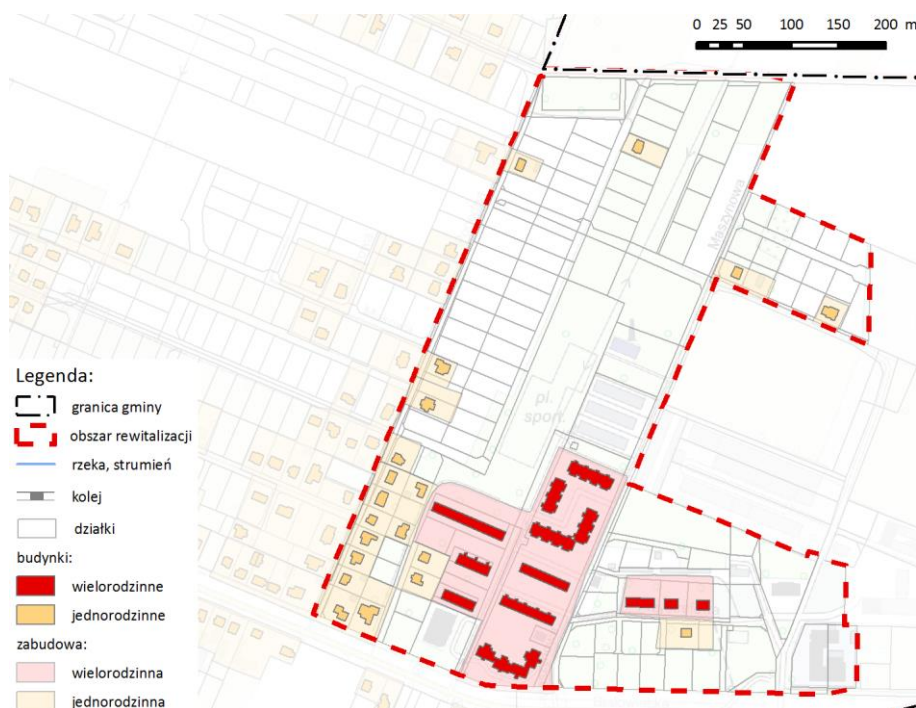 0 25 50 100 150 200 m
Maszynowa
pl.
sport.
Legenda:
granica gminy
obszar rewitalizacji
rzeka, strumień
kolej
działki
budynki:
wielorodzinne
jednorodzinne
zabudowa:
wielorodzinna
jednorodzinna